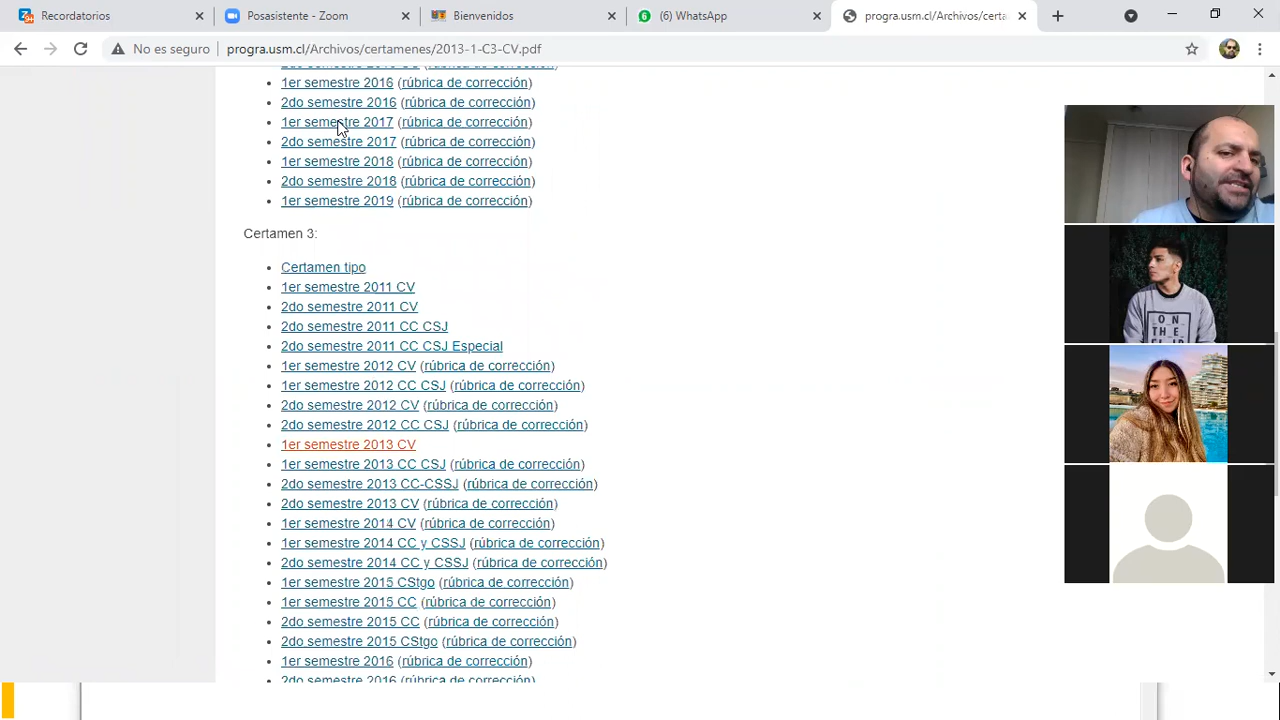 Recordatorios
Posasistente - Zoom
Bienvenidos
(6) WhatsApp
progra.usm.cl/Archivos/certa
No es seguro
progra.usm.cl/Archivos/certamenes/2013-1-C3-CV.pdf
1er semestre 2016 (rúbrica de corrección)
2do semestre 2016 (rúbrica de corrección)
1er semestre 2017 (rúbrica de corrección)
2do semestre 2017 (rúbrica de corrección)
1er semestre 2018 (rúbrica de corrección)
2do semestre 2018 (rúbrica de corrección)
1er semestre 2019 (rúbrica de corrección)
Certamen 3:
Certamen tipo
1er semestre 2011 CV
2do semestre 2011 CV
2do semestre 2011 CC CSJ
2do semestre 2011 CC CSJ Especial
1er semestre 2012 CV (rúbrica de corrección)
1er semestre 2012 CC CSJ (rúbrica de corrección)
2do semestre 2012 CV (rúbrica de corrección)
2do semestre 2012 CC CSJ (rúbrica de corrección)
1er semestre 2013 CV
1er semestre 2013 CC CSJ (rúbrica de corrección)
2do semestre 2013 CC-CSSJ (rúbrica de corrección)
2do semestre 2013 CV (rúbrica de corrección)
1er semestre 2014 CV (rúbrica de corrección)
1er semestre 2014 CC y CSSJ (rúbrica de corrección)
2do semestre 2014 CC y CSSJ (rúbrica de corrección)
1er semestre 2015 CStgo (rúbrica de corrección)
1er semestre 2015 CC (rúbrica de corrección)
2do semestre 2015 CC (rúbrica de corrección)
2do semestre 2015 CStgo (rúbrica de corrección)
1er semestre 2016 (rúbrica de corrección)
2do semestre 2016 (rúbrica de corrección)
ON
THE